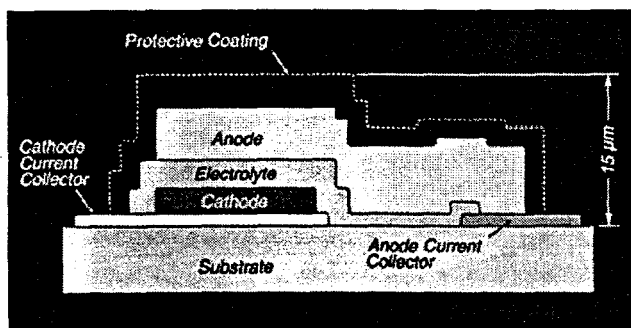 Protective Coating
Anode
Cathode
Current
Collector
Electrolyte
Cathode
15 µm
Anode Current
Collector
Substrate